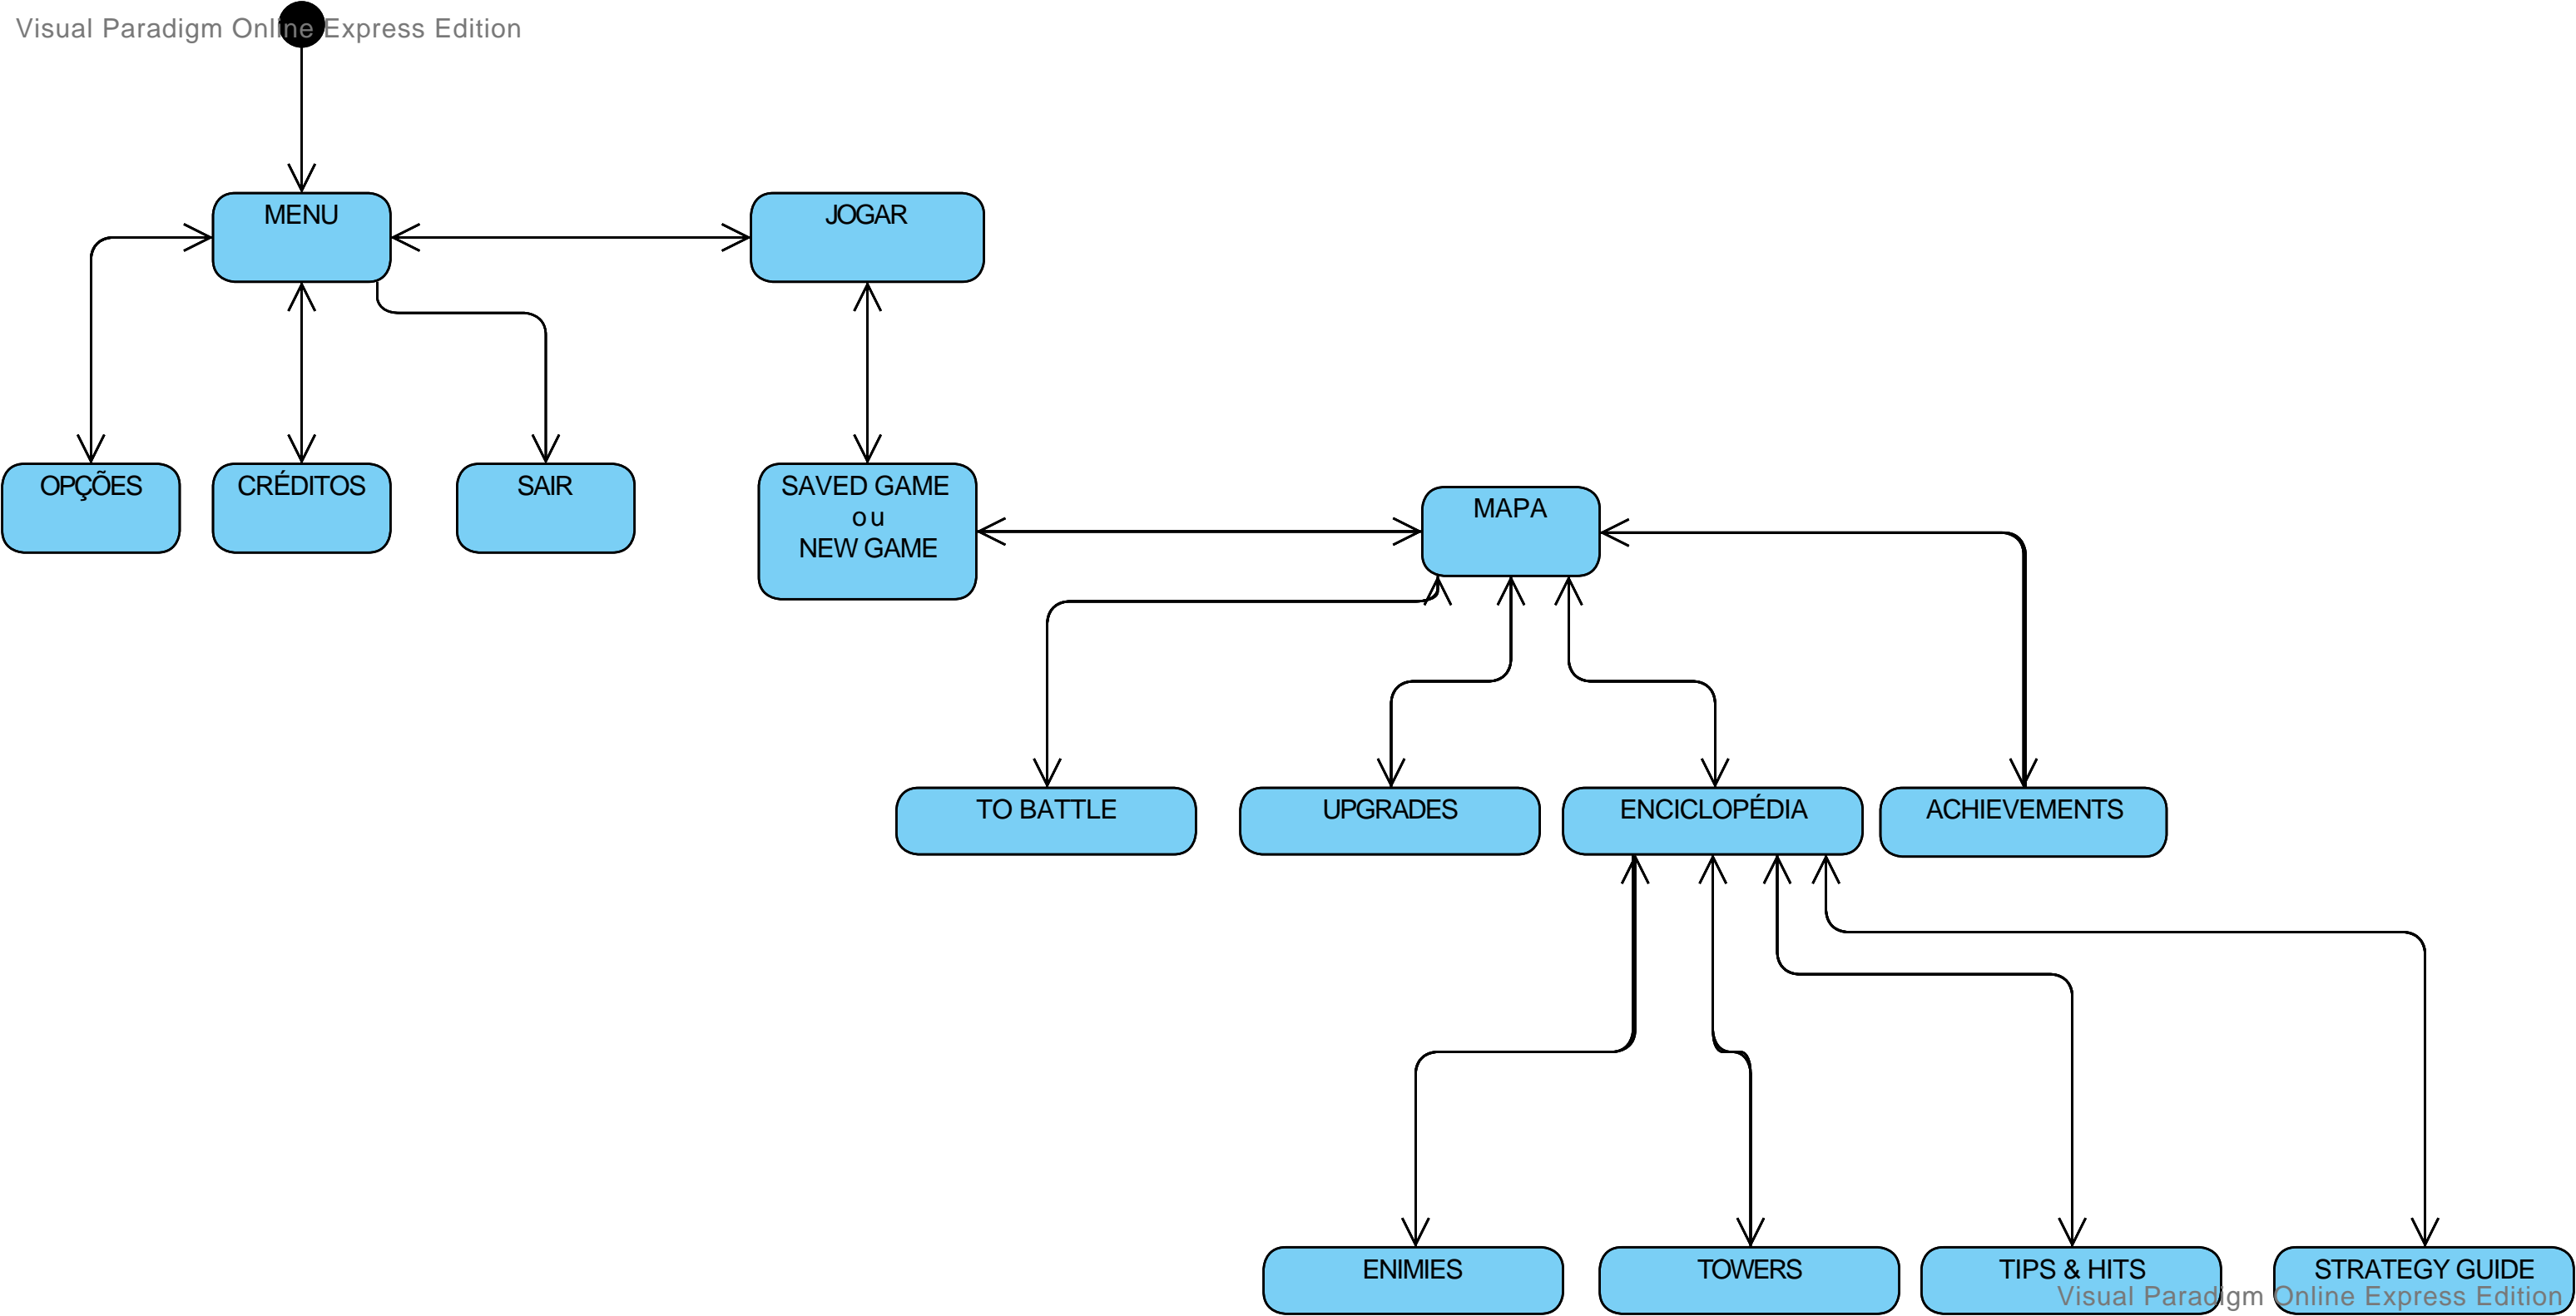 Visual Paradigm Online Express Edition
MENU
JOGAR
OPÇÕES
CRÉDITOS
SAIR
SAVED GAME
ou
NEW GAME
MAPA
TO BATTLE
UPGRADES
ENCICLOPÉDIA
ACHIEVEMENTS
ENIMIES
TOWERS
TIPS & HITS
STRATEGY GUIDE
Visual Paradigm Online Express Edition